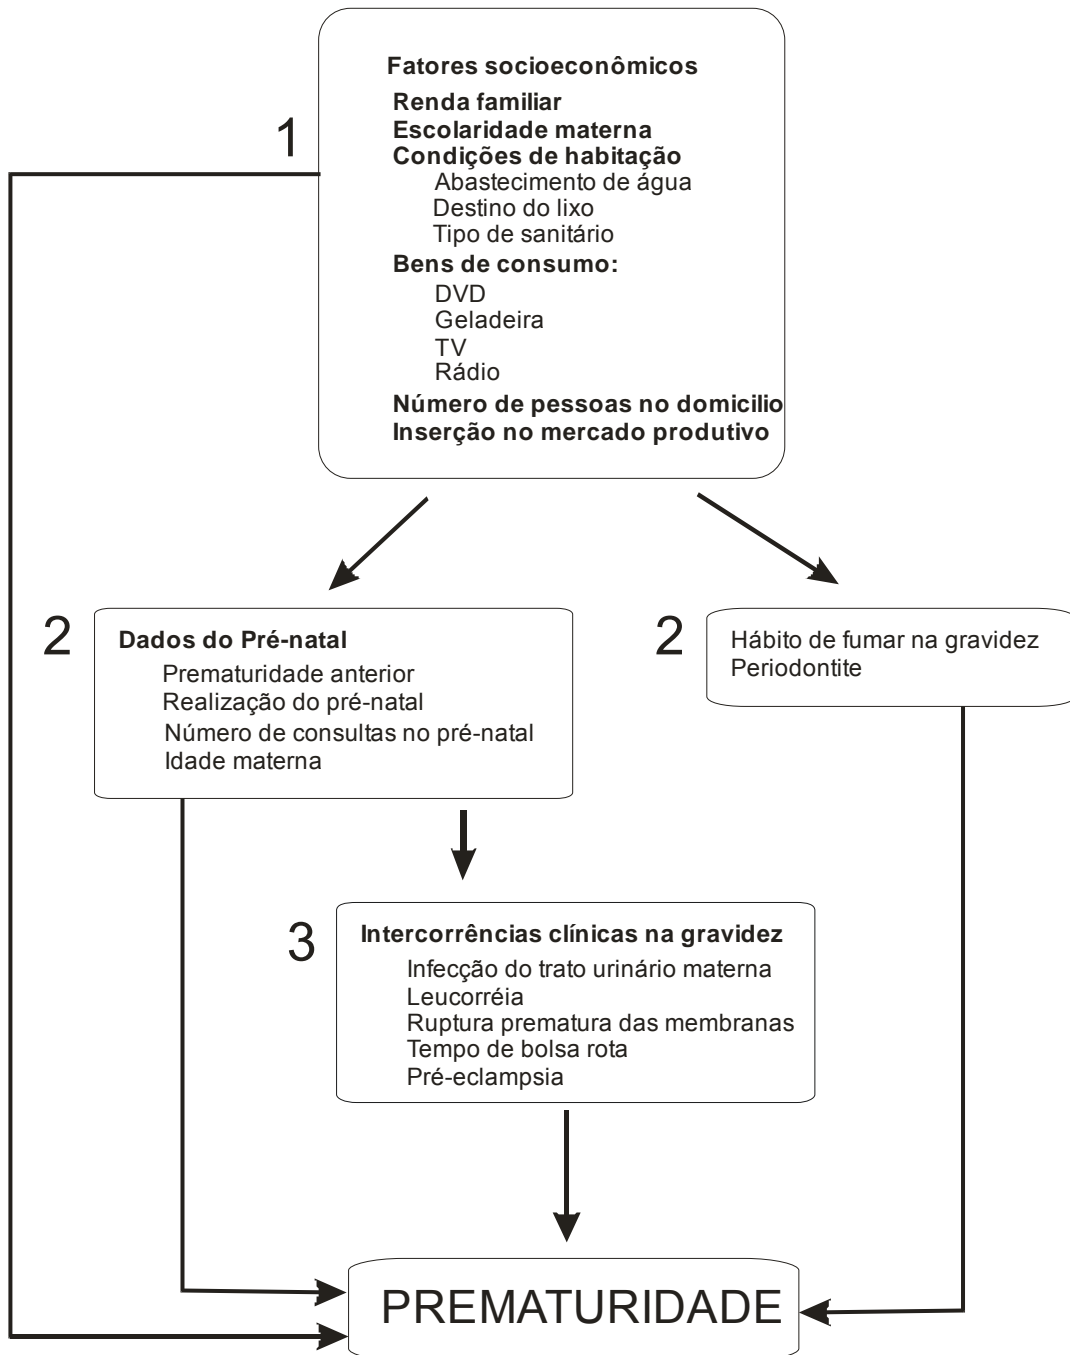 1
Fatores socioeconômicos
Renda familiar
Escolaridade materna
Condições de habitação
Abastecimento de água
Destino do lixo
Tipo de sanitário
Bens de consumo:
DVD
Geladeira
TV
Rádio
Número de pessoas no domicilio
Inserção no mercado produtivo
2
Dados do Pré-natal
Prematuridade anterior
Realização do pré-natal
Número de consultas no pré-natal
Idade materna
2
Hábito de fumar na gravidez
Periodontite
3
Intercorrências clínicas na gravidez
Infecção do trato urinário materna
Leucorréia
Ruptura prematura das membranas
Tempo de bolsa rota
Pré-eclampsia
PREMATURIDADE